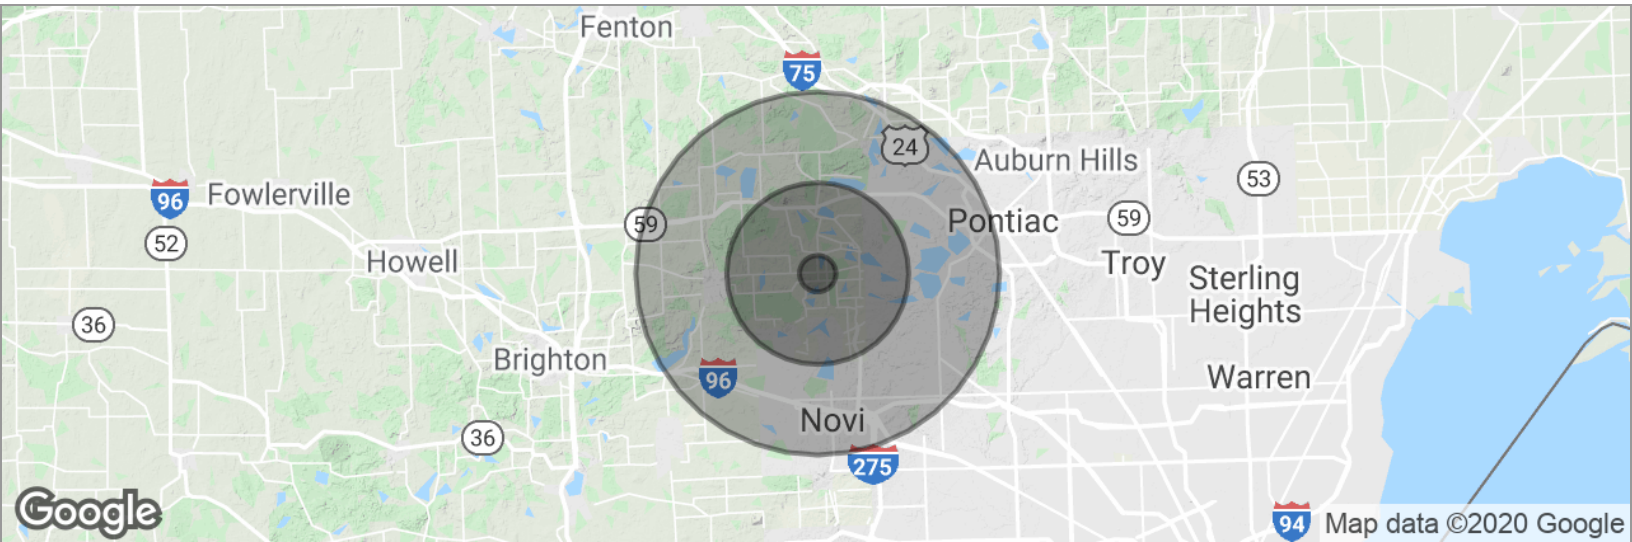 Fenton
75
24
Auburn Hills
53
96
Fowlerville
59
Pontiac
59
52
Howell
Troy
Sterling
Heights
36
Brighton
96
Warren
Novi
36
275
Google
94
Map data ©2020 Google